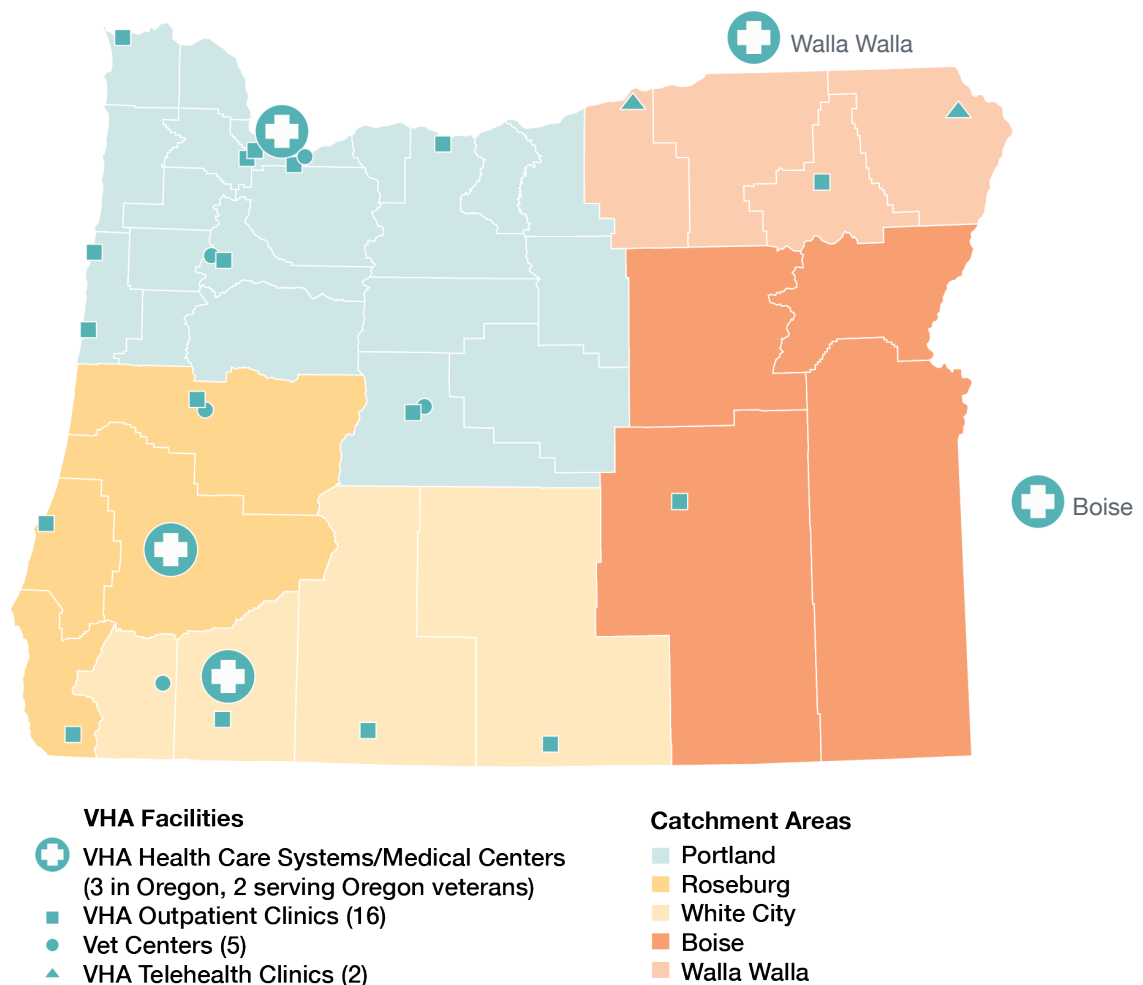 Walla Walla
Boise
VHA Facilities
VHA Health Care Systems/Medical Centers
(3 in Oregon, 2 serving Oregon veterans)
VHA Outpatient Clinics (16)
Vet Centers (5)
VHA Telehealth Clinics (2)
Catchment Areas
Portland
Roseburg
White City
Boise
Walla Walla